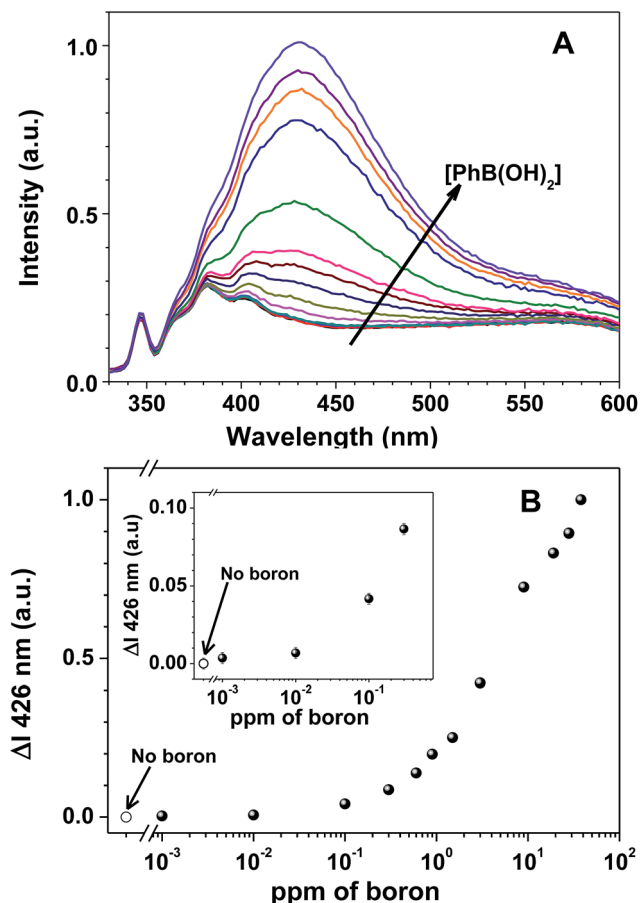 A
1.0
0.5
0.0
Intensity (a.u.)
[PhB(OH)₂]
350 400 450 500 550 600
Wavelength (nm)
B
1.0
0.5
0.0
ΔI 426 nm (a.u.)
No boron
10⁻³ 10⁻² 10⁻¹ 10⁰ 10¹ 10²
ppm of boron
0.10
0.05
0.00
ΔI 426 nm (a.u)
No boron
10⁻³ 10⁻² 10⁻¹
ppm of boron